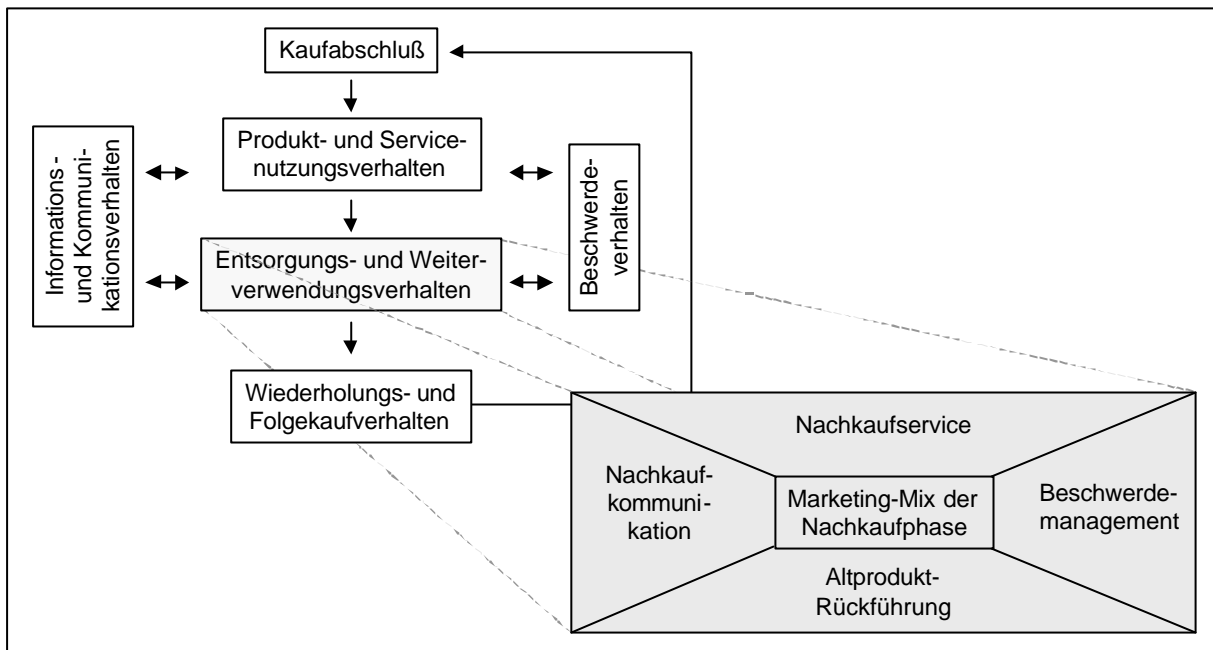 Kaufabschluß
Produkt- und Service-
nutzungsverhalten
Informations -
und Kommuni-
kationsverhalten
Beschwerde-
verhalten
Entsorgungs- und Weiter-
verwendungsverhalten
Wiederholungs- und
Folgekaufverhalten
Nachkaufservice
Nachkauf-
kommuni-
kation
Marketing-Mix der
Nachkaufphase
Beschwerde-
management
Altprodukt-
Rückführung